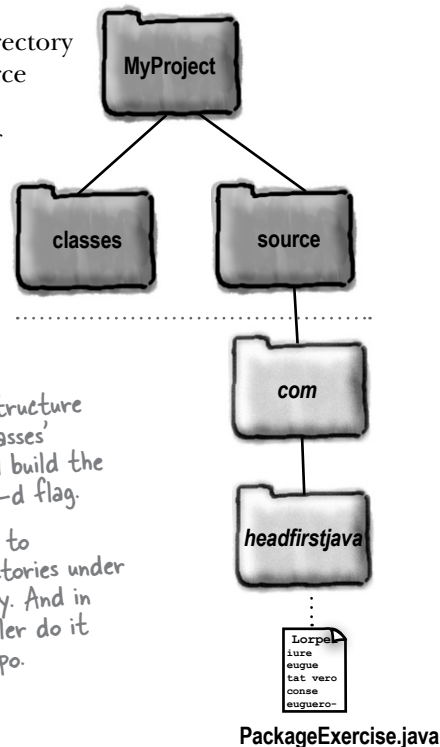 rectory
rce
MyProject
classes
source
com
tructure
asses'
l build the
-d flag.
to
tories under
y. And in
ler do it
po.
headfirstjava
Lorpe
iure
eugue
tat vero
conse
euguero-
PackageExercise.java